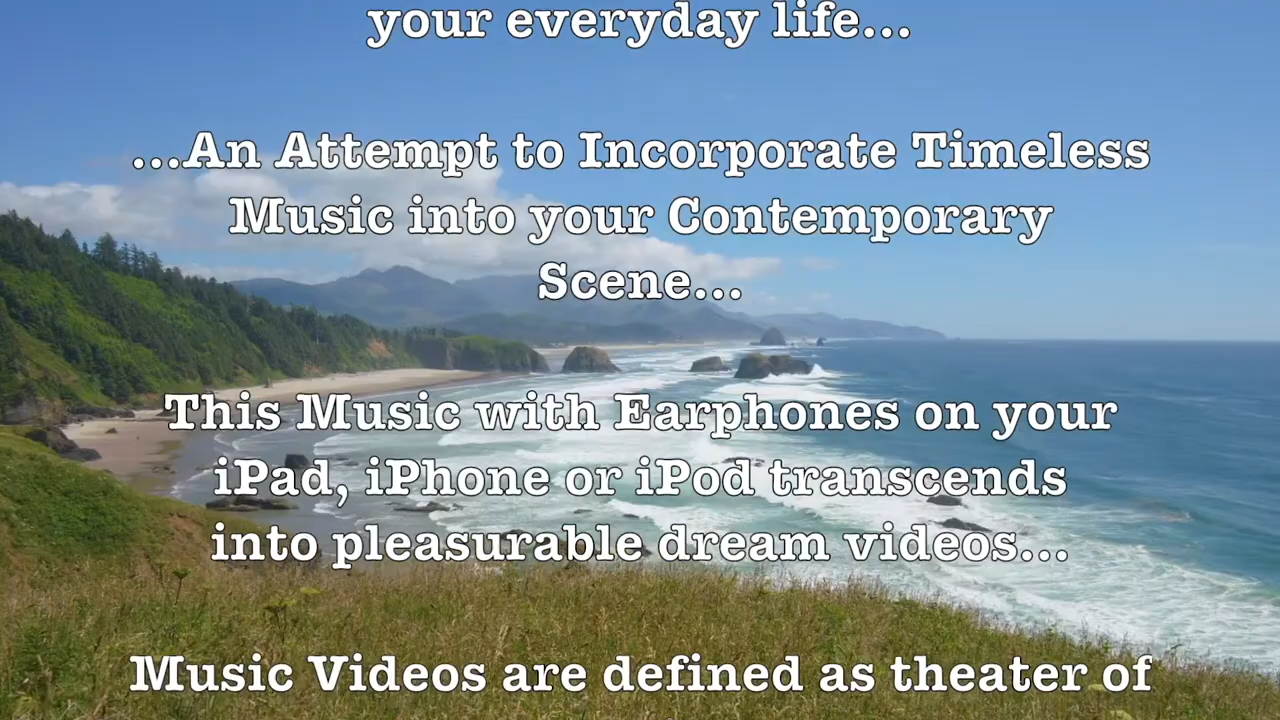 your everyday life...
...An Attempt to Incorporate Timeless
Music into your Contemporary
Scene...
This Music with Earphones on your
iPad, iPhone or iPod transcends
into pleasurable dream videos...
Music Videos are defined as theater of